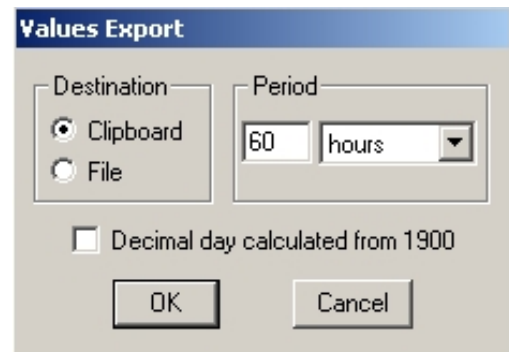 Values Export
Destination
Period
Clipboard
60
hours
File
Decimal day calculated from 1900
OK
Cancel